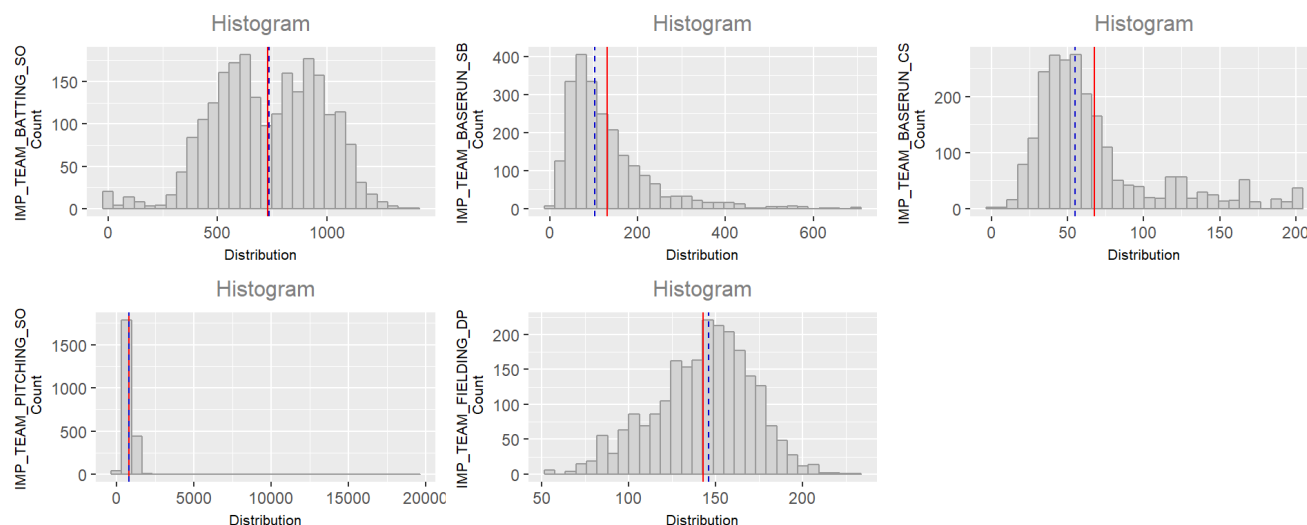 Histogram
IMP_TEAM_BATTING_SO
Count
150
100
50
0
0
500
1000
Distribution
Histogram
IMP_TEAM_BASERUN_SB
Count
400
300
200
100
0
0
200
400
600
Distribution
Histogram
IMP_TEAM_BASERUN_CS
Count
200
100
0
0
50
100
150
200
Distribution
Histogram
IMP_TEAM_PITCHING_SO
Count
1500
1000
500
0
0
5000
10000
15000
20000
Distribution
Histogram
IMP_TEAM_FIELDING_DP
Count
200
150
100
50
0
50
100
150
200
Distribution